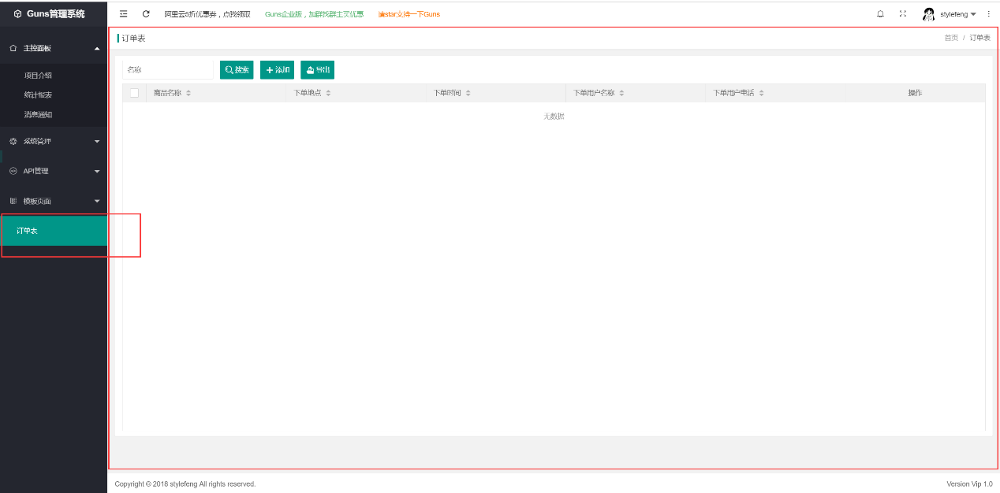 Guns管理系统
阿里云5折优惠券，点我领取
Guns企业版，加群找群主奖优惠
请star支持一下Guns
stylefeng
主控面板
项目介绍
统计报表
消息通知
系统管理
API管理
模板页面
订单表
订单表
首页 / 订单表
名称
搜索
添加
导出
商品名称
下单地点
下单时间
下单用户名称
下单用户电话
操作
无数据
Copyright © 2018 stylefeng All rights reserved.
Version Vip 1.0